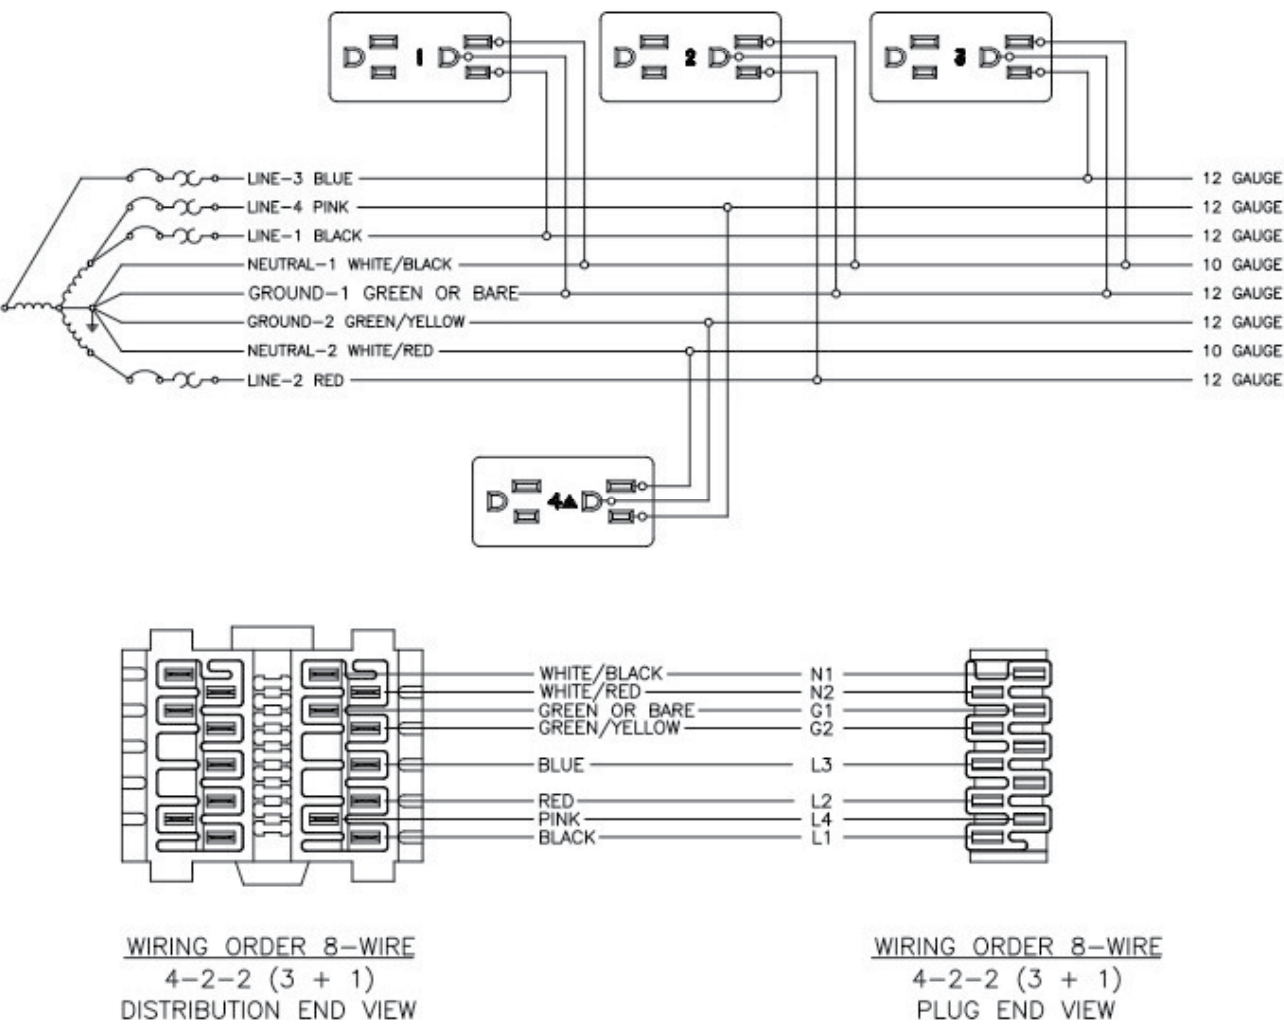 1
2
3
LINE-3 BLUE 12 GAUGE
LINE-4 PINK 12 GAUGE
LINE-1 BLACK 12 GAUGE
NEUTRAL-1 WHITE/BLACK 10 GAUGE
GROUND-1 GREEN OR BARE 12 GAUGE
GROUND-2 GREEN/YELLOW 12 GAUGE
NEUTRAL-2 WHITE/RED 10 GAUGE
LINE-2 RED 12 GAUGE
4▲
WHITE/BLACK N1
WHITE/RED N2
GREEN OR BARE G1
GREEN/YELLOW G2
BLUE L3
RED L2
PINK L4
BLACK L1
WIRING ORDER 8-WIRE
4-2-2 (3 + 1)
DISTRIBUTION END VIEW
WIRING ORDER 8-WIRE
4-2-2 (3 + 1)
PLUG END VIEW